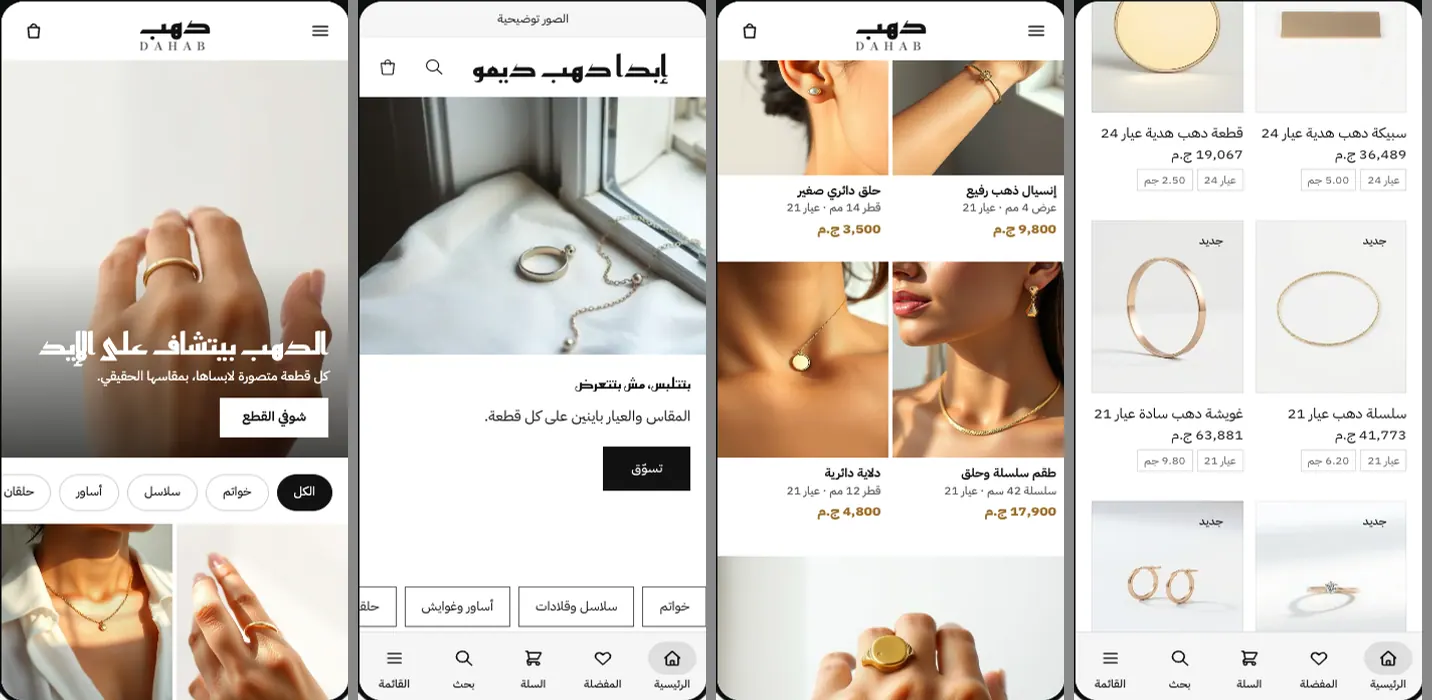 دهب
DAHAB
الدهب بيتشاف على الإيد
كل قطعة متصورة لابساها، بمقاسها الحقيقي.
شوفي القطع
الكل
خواتم
سلاسل
أساور
حلقان
الصور توضيحية
إبدا دهب ديمو
بتتلبس، مش بتتعرض
المقاس والعيار باينين على كل قطعة.
تسوّق
خواتم
سلاسل وقلادات
أساور وغوايش
حلقا
الرئيسية
المفضلة
السلة
بحث
القائمة
دهب
DAHAB
إنسيال ذهب رفيع
عرض 4 مم · عيار 21
9,800 ج.م
حلق دائري صغير
قطر 14 مم · عيار 21
3,500 ج.م
طقم سلسلة وحلق
سلسلة 42 سم · عيار 21
17,900 ج.م
دلاية دائرية
قطر 12 مم · عيار 21
4,800 ج.م
سبيكة دهب هدية عيار 24
36,489 ج.م
عيار 24
5.00 جم
قطعة دهب هدية عيار 24
19,067 ج.م
عيار 24
2.50 جم
جديد
سلسلة دهب عيار 21
41,773 ج.م
عيار 21
6.20 جم
جديد
غويشة دهب سادة عيار 21
63,881 ج.م
عيار 21
9.80 جم
جديد
جديد
الرئيسية
المفضلة
السلة
بحث
القائمة